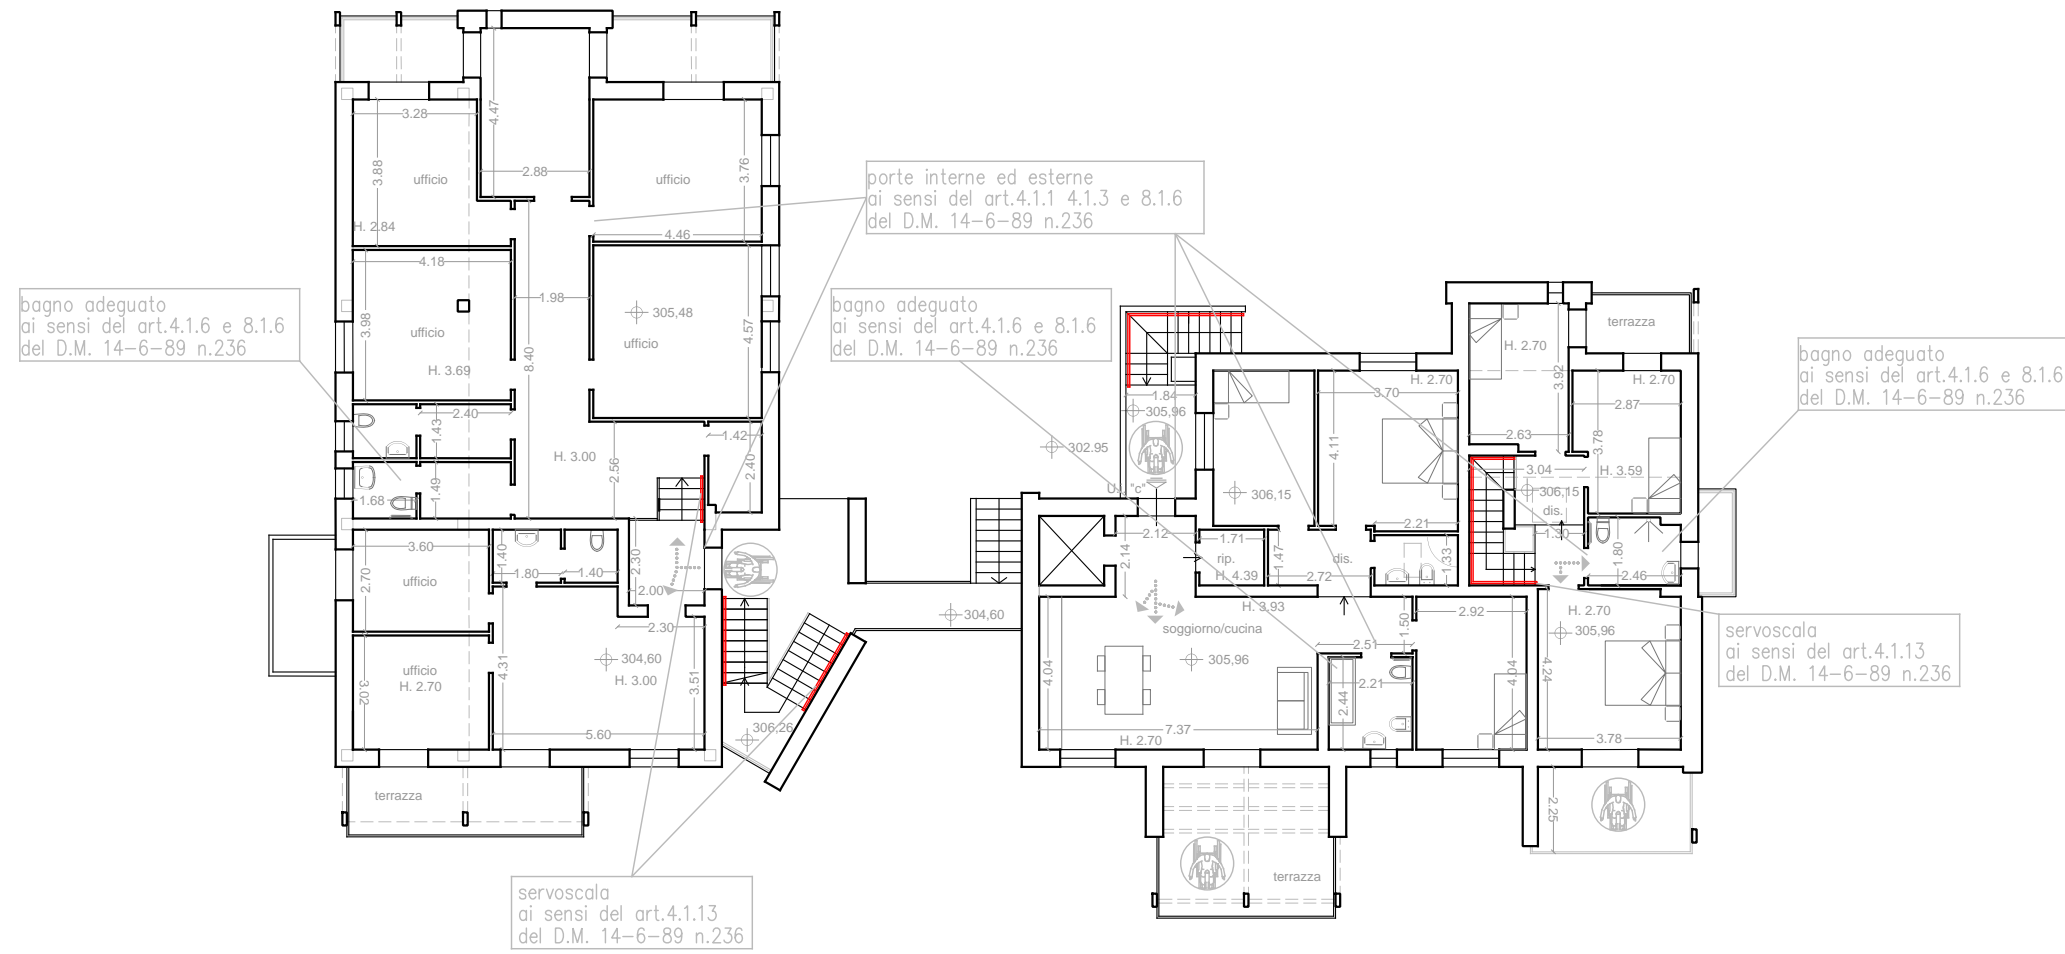 3.28
4.47
3.88
ufficio
H. 2.84
2.88
3.76
ufficio
4.46
porte interne ed esterne
ai sensi del art.4.1.1 4.1.3 e 8.1.6
del D.M. 14-6-89 n.236
4.18
1.98
3.98
ufficio
H. 3.69
8.40
305,48
ufficio
4.57
bagno adeguato
ai sensi del art.4.1.6 e 8.1.6
del D.M. 14-6-89 n.236
bagno adeguato
ai sensi del art.4.1.6 e 8.1.6
del D.M. 14-6-89 n.236
bagno adeguato
ai sensi del art.4.1.6 e 8.1.6
del D.M. 14-6-89 n.236
2.40
1.43
1.49
1.68
H. 3.00
2.56
1.42
2.40
3.60
2.70
ufficio
1.40
1.80
1.40
2.30
2.00
2.30
ufficio
H. 2.70
3.02
4.31
304,60
H. 3.00
3.51
5.60
306,26
304,60
terrazza
servoscala
ai sensi del art.4.1.13
del D.M. 14-6-89 n.236
302.95
1.84
305,96
"c"
306,15
H. 2.70
3.70
4.11
2.21
2.12
2.14
1.71
rip.
H. 4.39
1.47
2.72
dis.
1.33
H. 3.93
soggiorno/cucina
305,96
4.04
7.37
H. 2.70
2.51
1.50
2.21
2.44
2.92
4.04
terrazza
terrazza
H. 2.70
3.92
2.63
H. 2.70
2.87
3.78
H. 3.59
3.04
306,15
dis.
1.30
1.80
2.46
H. 2.70
305,96
4.24
3.78
2.25
servoscala
ai sensi del art.4.1.13
del D.M. 14-6-89 n.236